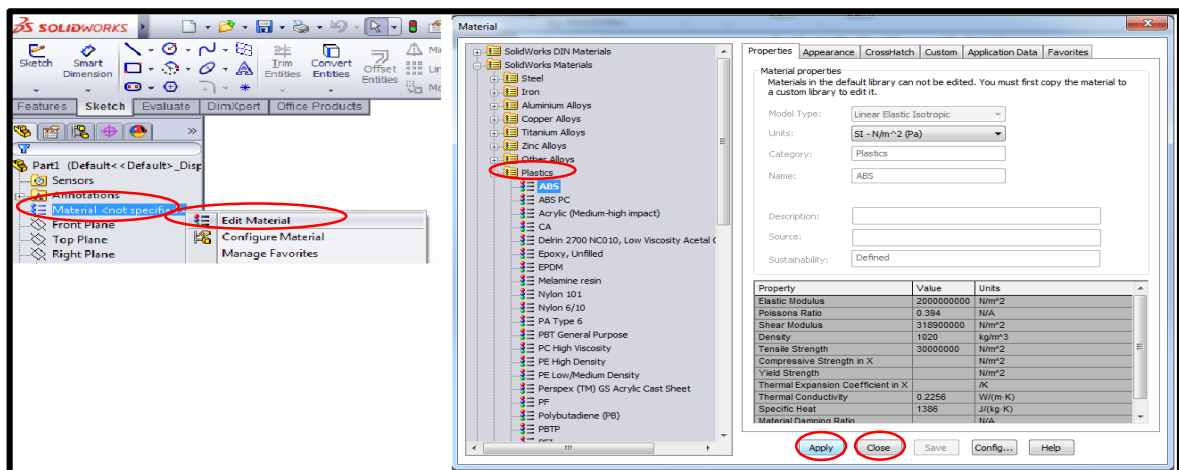 SOLIDWORKS
Sketch
Smart Dimension
Trim Entities
Convert Entities
Offset Entities
Features Sketch Evaluate DimXpert Office Products
Part1 (Default<<Default>_Disp
Sensors
Annotations
Material <not specifi
Front Plane
Top Plane
Right Plane
Edit Material
Configure Material
Manage Favorites
Material
SolidWorks DIN Materials
SolidWorks Materials
Steel
Iron
Aluminium Alloys
Copper Alloys
Titanium Alloys
Zinc Alloys
Other Alloys
Plastics
ABS
ABS PC
Acrylic (Medium-high impact)
CA
Delrin 2700 NC010, Low Viscosity Acetal C
Epoxy, Unfilled
EPDM
Melamine resin
Nylon 101
Nylon 6/10
PA Type 6
PBT General Purpose
PC High Viscosity
PE High Density
PE Low/Medium Density
Perspex (TM) GS Acrylic Cast Sheet
PF
Polybutadiene (PB)
PBTP
Properties Appearance CrossHatch Custom Application Data Favorites
Material properties
Materials in the default library can not be edited. You must first copy the material to
a custom library to edit it.
Model Type: Linear Elastic Isotropic
Units: SI - N/m^2 (Pa)
Category: Plastics
Name: ABS
Description:
Source:
Sustainability: Defined
Property Value Units
Elastic Modulus 2000000000 N/m^2
Poissons Ratio 0.394 N/A
Shear Modulus 318900000 N/m^2
Density 1020 kg/m^3
Tensile Strength 30000000 N/m^2
Compressive Strength in X N/m^2
Yield Strength N/m^2
Thermal Expansion Coefficient in X /K
Thermal Conductivity 0.2256 W/(m·K)
Specific Heat 1386 J/(kg·K)
Material Damping Ratio N/A
Apply Close Save Config... Help